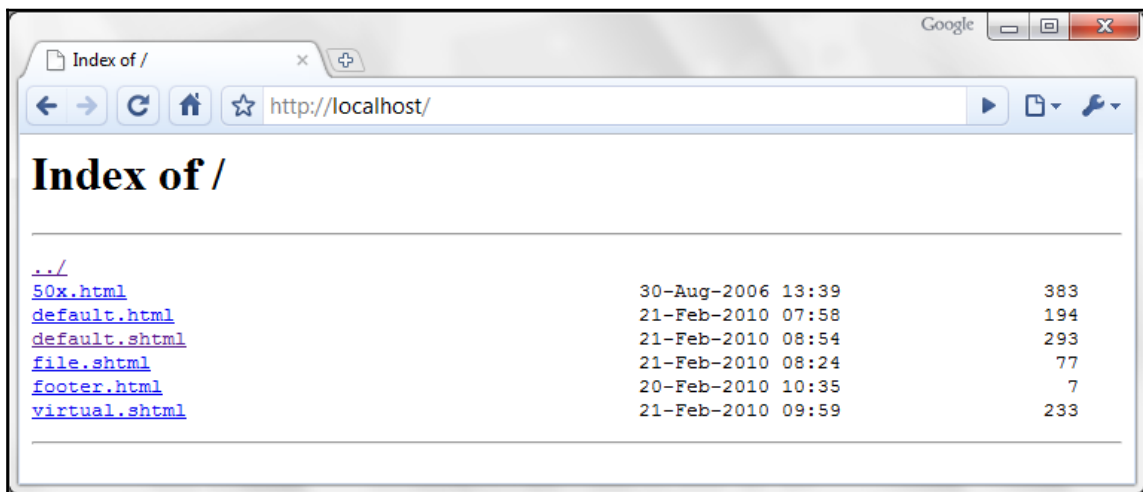 Google
Index of /
http://localhost/
Index of /
../
50x.html 30-Aug-2006 13:39 383
default.html 21-Feb-2010 07:58 194
default.shtml 21-Feb-2010 08:54 293
file.shtml 21-Feb-2010 08:24 77
footer.html 20-Feb-2010 10:35 7
virtual.shtml 21-Feb-2010 09:59 233